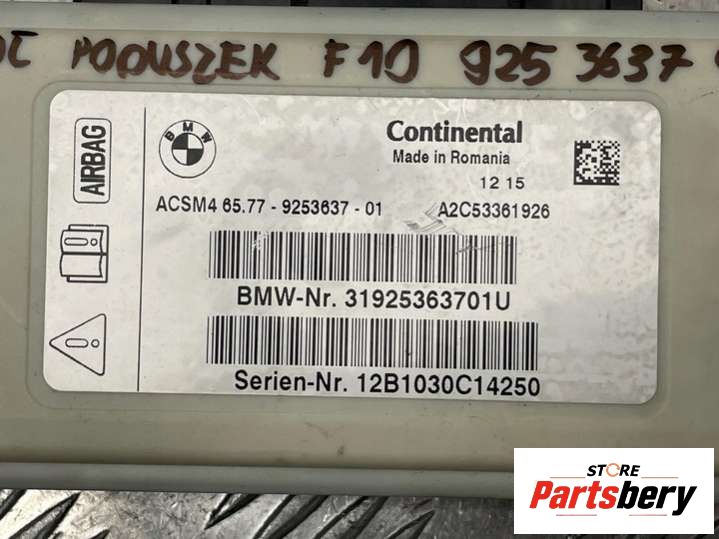 PODUSZEK F10 925 3637
AIRBAG
BMW
Continental
Made in Romania
12 15
ACSM4 65.77 - 9253637 - 01 A2C53361926
BMW-Nr. 31925363701U
Serien-Nr. 12B1030C14250
STORE
Partsbery